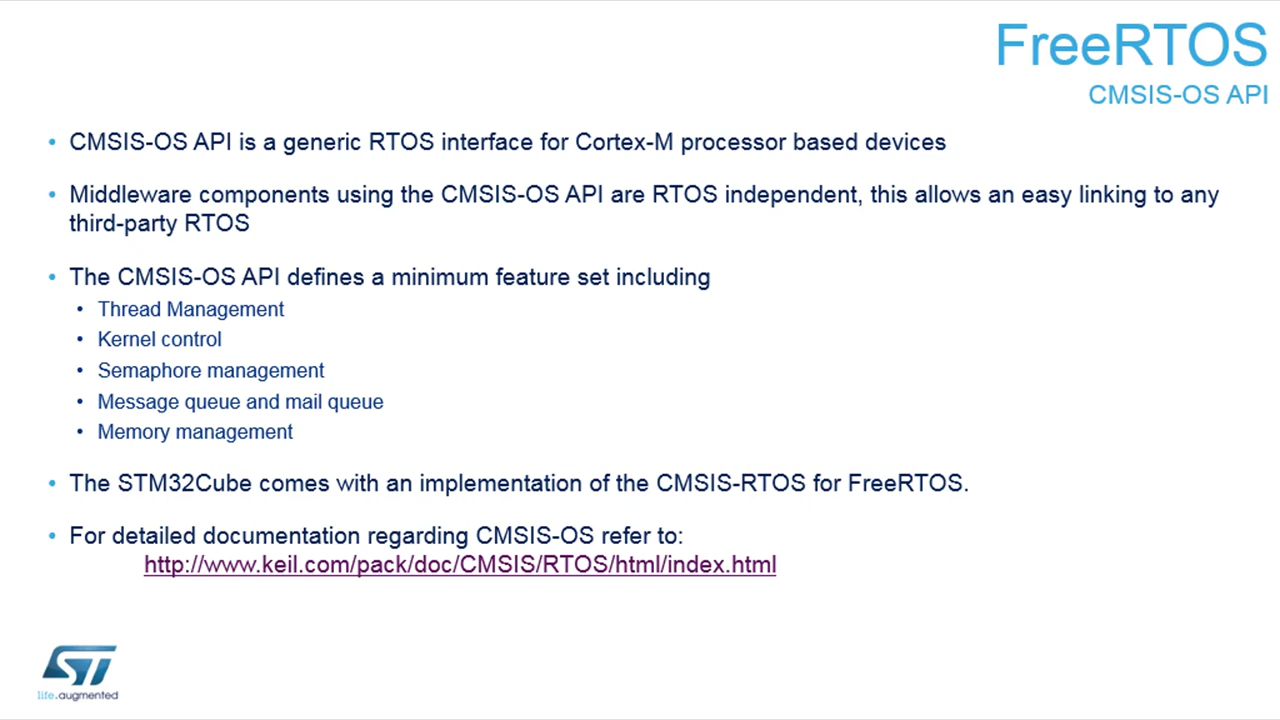 FreeRTOS
CMSIS-OS API
• CMSIS-OS API is a generic RTOS interface for Cortex-M processor based devices
• Middleware components using the CMSIS-OS API are RTOS independent, this allows an easy linking to any
third-party RTOS
• The CMSIS-OS API defines a minimum feature set including
• Thread Management
• Kernel control
• Semaphore management
• Message queue and mail queue
• Memory management
• The STM32Cube comes with an implementation of the CMSIS-RTOS for FreeRTOS.
• For detailed documentation regarding CMSIS-OS refer to:
http://www.keil.com/pack/doc/CMSIS/RTOS/html/index.html
ST
life.augmented